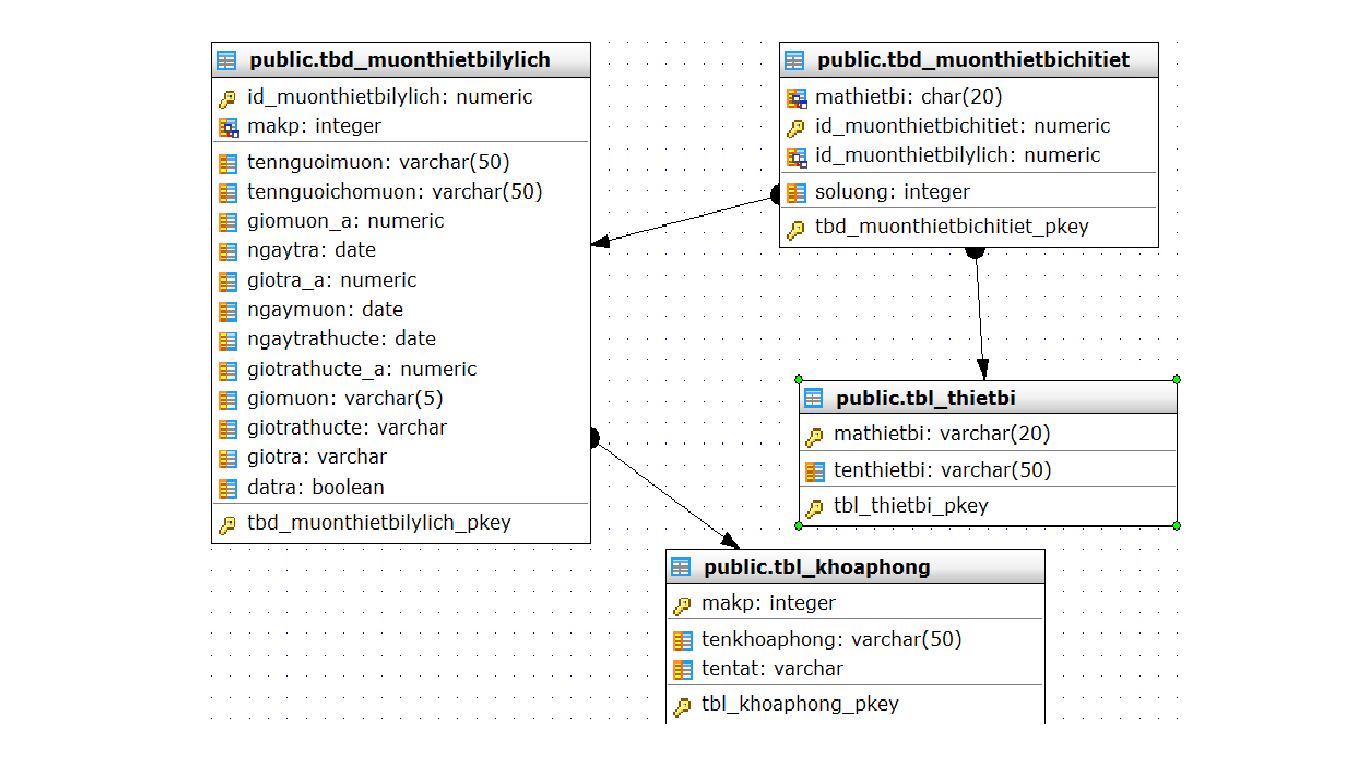 public.tbd_muonthietbilylich
id_muonthietbilylich: numeric
makp: integer
tennguoimuon: varchar(50)
tennguoichomuon: varchar(50)
giomuon_a: numeric
ngaytra: date
giotra_a: numeric
ngaymuon: date
ngaytrathucte: date
giotrathucte_a: numeric
giomuon: varchar(5)
giotrathucte: varchar
giotra: varchar
datra: boolean
tbd_muonthietbilylich_pkey
public.tbd_muonthietbichitiet
mathietbi: char(20)
id_muonthietbichitiet: numeric
id_muonthietbilylich: numeric
soluong: integer
tbd_muonthietbichitiet_pkey
public.tbl_thietbi
mathietbi: varchar(20)
tenthietbi: varchar(50)
tbl_thietbi_pkey
public.tbl_khoaphong
makp: integer
tenkhoaphong: varchar(50)
tentat: varchar
tbl_khoaphong_pkey